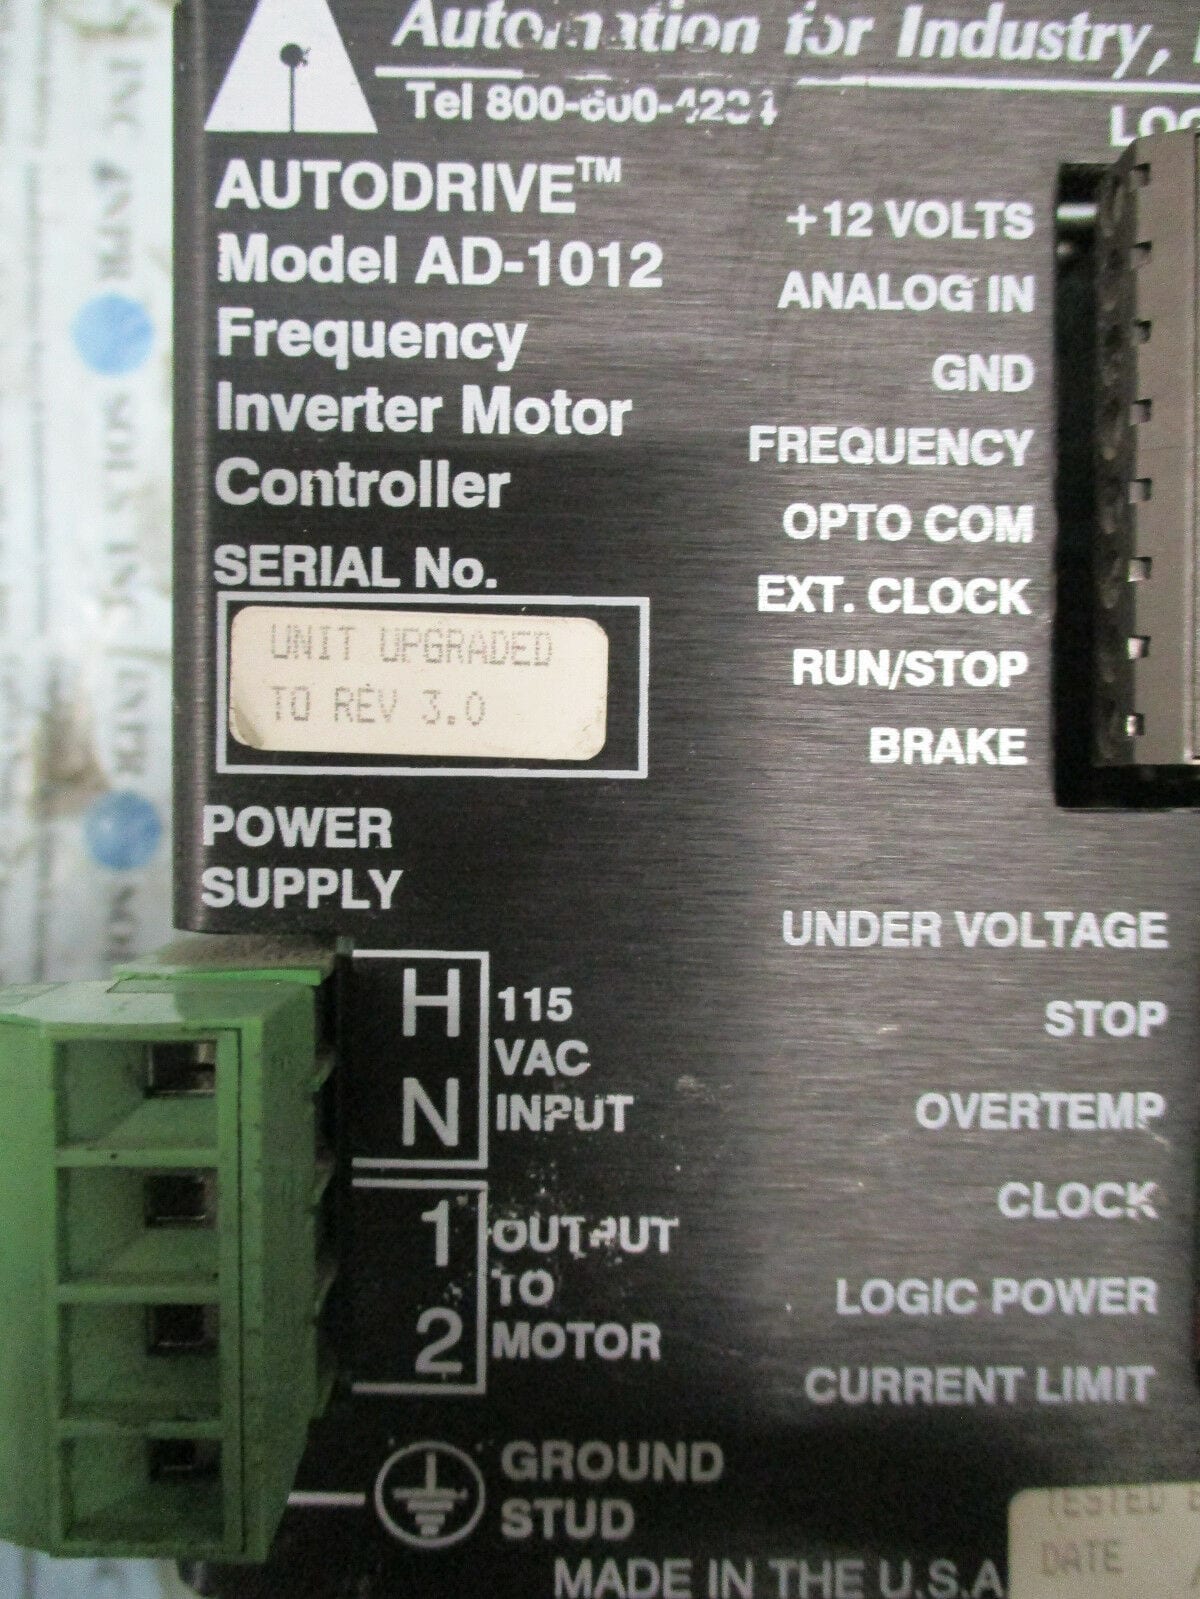 Automation for Industry,
Tel 800-600-42
AUTODRIVE™
Model AD-1012
Frequency
Inverter Motor
Controller
SERIAL No.
UNIT UPGRADED
TO REV 3.0
POWER
SUPPLY
H
N
115
VAC
INPUT
1
2
OUTPUT
TO
MOTOR
GROUND
STUD
MADE IN THE U.S.A
+12 VOLTS
ANALOG IN
GND
FREQUENCY
OPTO COM
EXT. CLOCK
RUN/STOP
BRAKE
UNDER VOLTAGE
STOP
OVERTEMP
CLOCK
LOGIC POWER
CURRENT LIMIT
TESTED
DATE